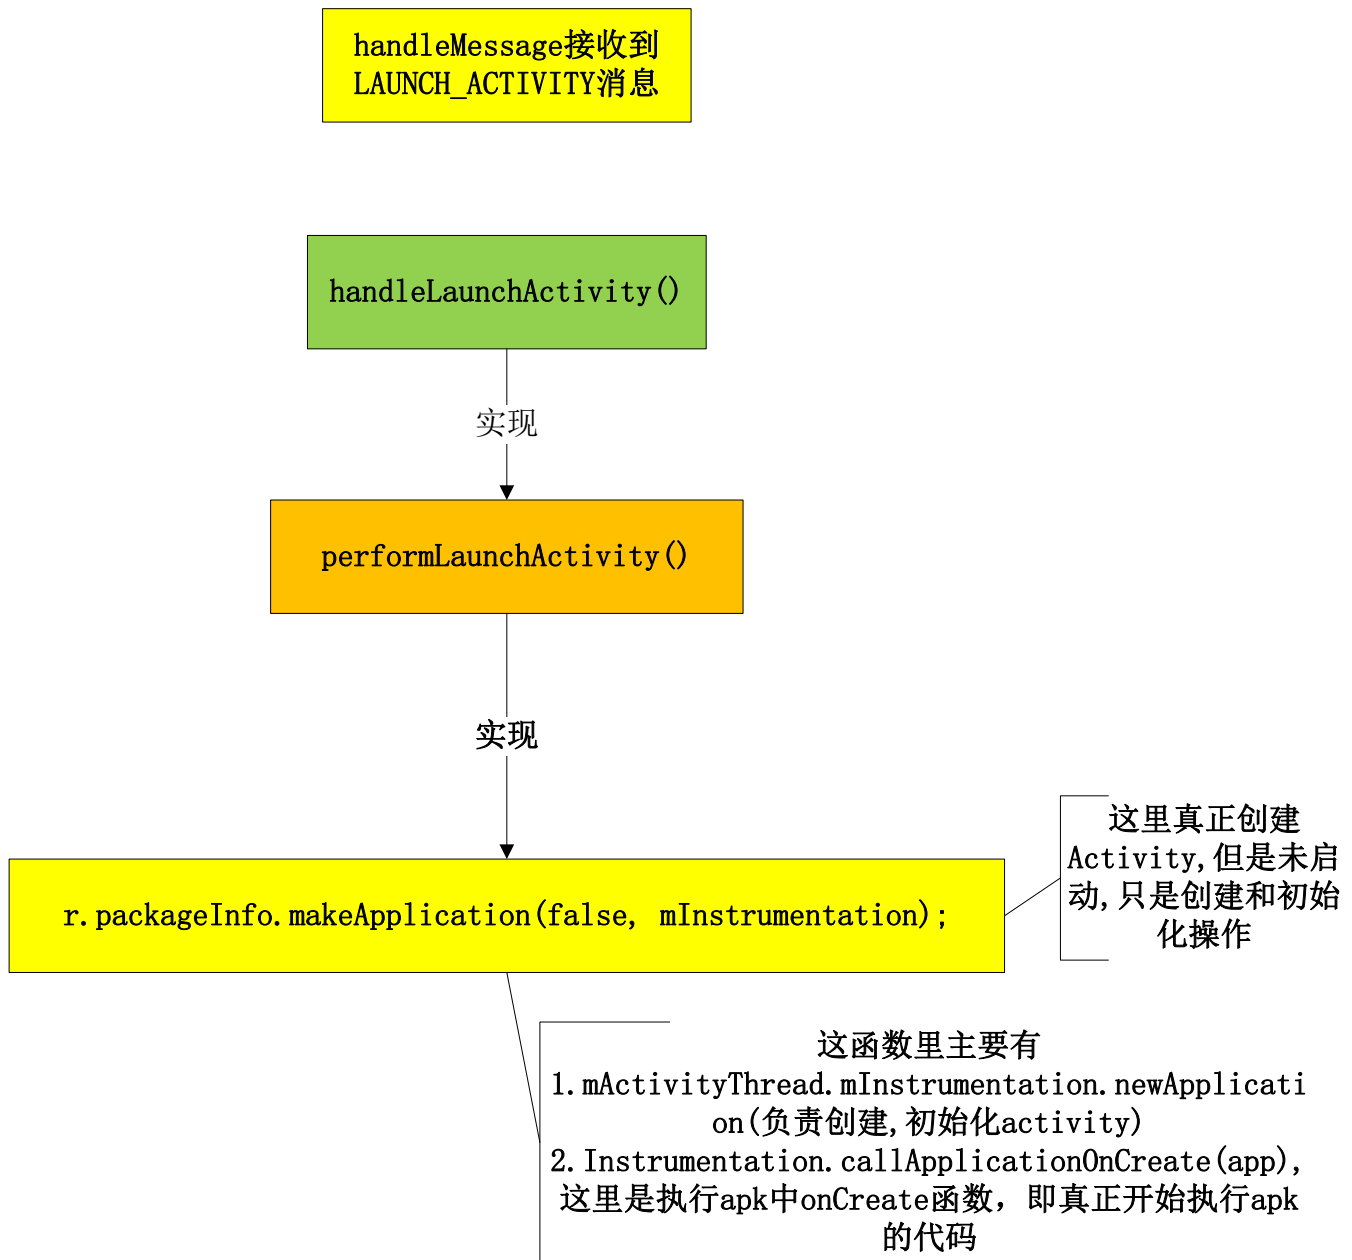 handleMessage接收到
LAUNCH_ACTIVITY消息
handleLaunchActivity()
实现
performLaunchActivity()
实现
这里真正创建
Activity,但是未启
动,只是创建和初始
化操作
r.packageInfo.makeApplication(false, mInstrumentation);
这函数里主要有
1.mActivityThread.mInstrumentation.newApplicati
on(负责创建,初始化activity)
2.Instrumentation.callApplicationOnCreate(app),
这里是执行apk中onCreate函数，即真正开始执行apk
的代码